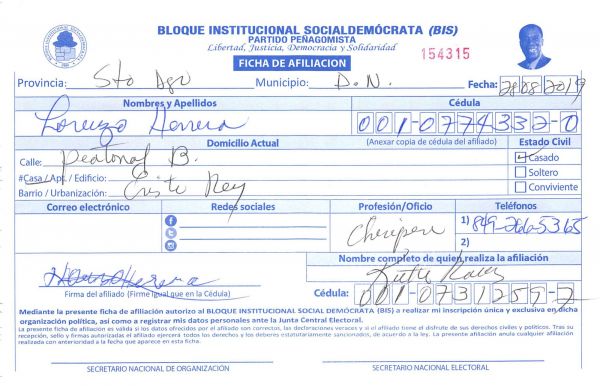 BLOQUE INSTITUCIONAL SOCIALDEMÓCRATA (BIS)
PARTIDO PEÑAGOMISTA
Libertad, Justicia, Democracia y Solidaridad
FICHA DE AFILIACION
154315
Provincia: Sto Dgo Municipio: D.N. Fecha: 28082019
Nombres y Apellidos Cédula
Lorenzo Herrera 001-0774332-0
Domicilio Actual (Anexar copia de cédula del afiliado) Estado Civil
Calle: Peatonal B. Casado
#Casa / Apt. / Edificio: Soltero
Barrio / Urbanización: Cristo Rey Conviviente
Correo electrónico Redes sociales Profesión/Oficio Teléfonos
Chiripero 1) 849-266-5365
2)
Nombre completo de quien realiza la afiliación
Herrera
Firma del afiliado (Firme igual que en la Cédula) Cédula: 001-0731259-2
Mediante la presente ficha de afiliación autorizo al BLOQUE INSTITUCIONAL SOCIAL DEMÓCRATA (BIS) a realizar mi inscripción única y exclusiva en dicha
organización política, así como a registrar mis datos personales ante la Junta Central Electoral.
La presente ficha de afiliación es válida si los datos ofrecidos por el afiliado son correctos, las declaraciones veraces y si el afiliado tiene el disfrute de sus derechos civiles y políticos. Tras su
recepción, sello y firmas autorizadas el afiliado ejercerá todos los derechos y los deberes estatutariamente sancionados, de acuerdo a la ley. La presente afiliación anula cualquier afiliación
realizada con anterioridad a la fecha que aparece en esta ficha.
SECRETARIO NACIONAL DE ORGANIZACIÓN SECRETARIO NACIONAL ELECTORAL